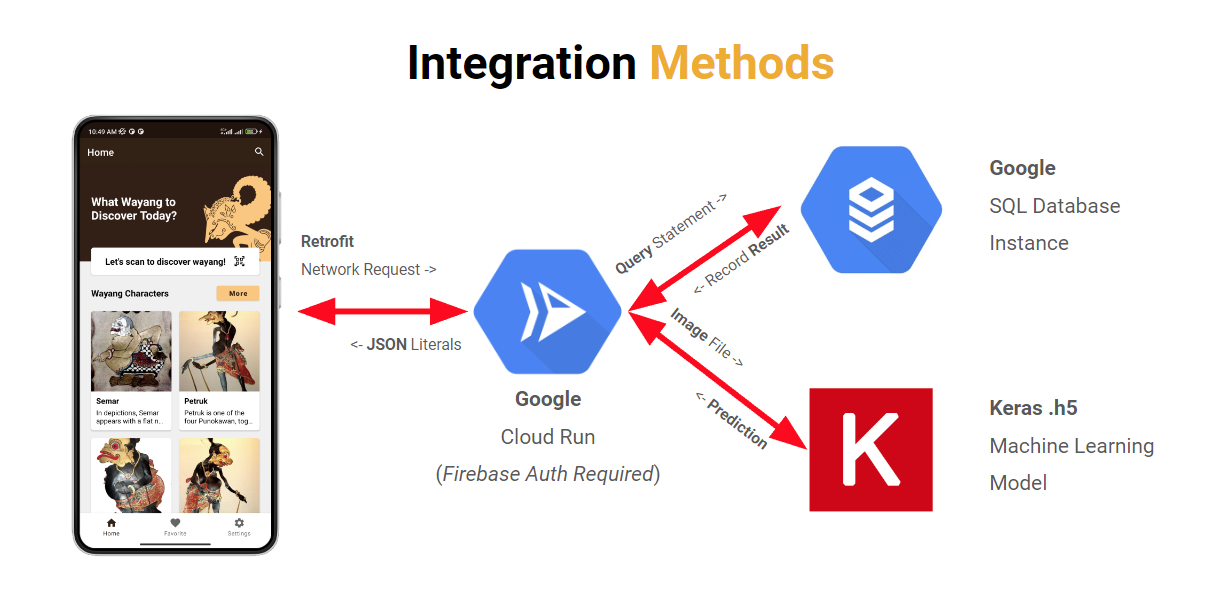 Integration Methods
10:49 AM
Home
What Wayang to
Discover Today?
Let's scan to discover wayang!
Wayang Characters
More
Semar
In depictions, Semar
appears with a flat n...
Petruk
Petruk is one of the
four Punokawan, tog...
Home
Favorite
Settings
Retrofit
Network Request ->
<- JSON Literals
Google
Cloud Run
(Firebase Auth Required)
Query Statement ->
<- Record Result
Image File ->
<- Prediction
Google
SQL Database
Instance
K
Keras .h5
Machine Learning
Model